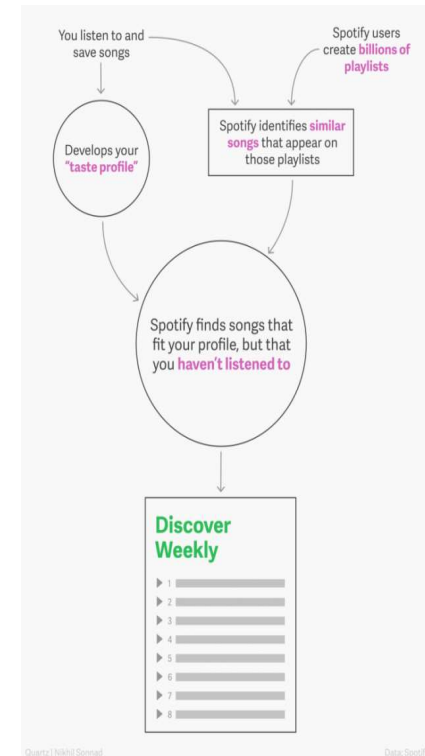 You listen to and
save songs
Spotify users
create billions of
playlists
Develops your
"taste profile"
Spotify identifies similar
songs that appear on
those playlists
Spotify finds songs that
fit your profile, but that
you haven't listened to
Discover
Weekly
1
2
3
4
5
6
7
8
Quartz | Nikhil Sonnad
Data: Spotif